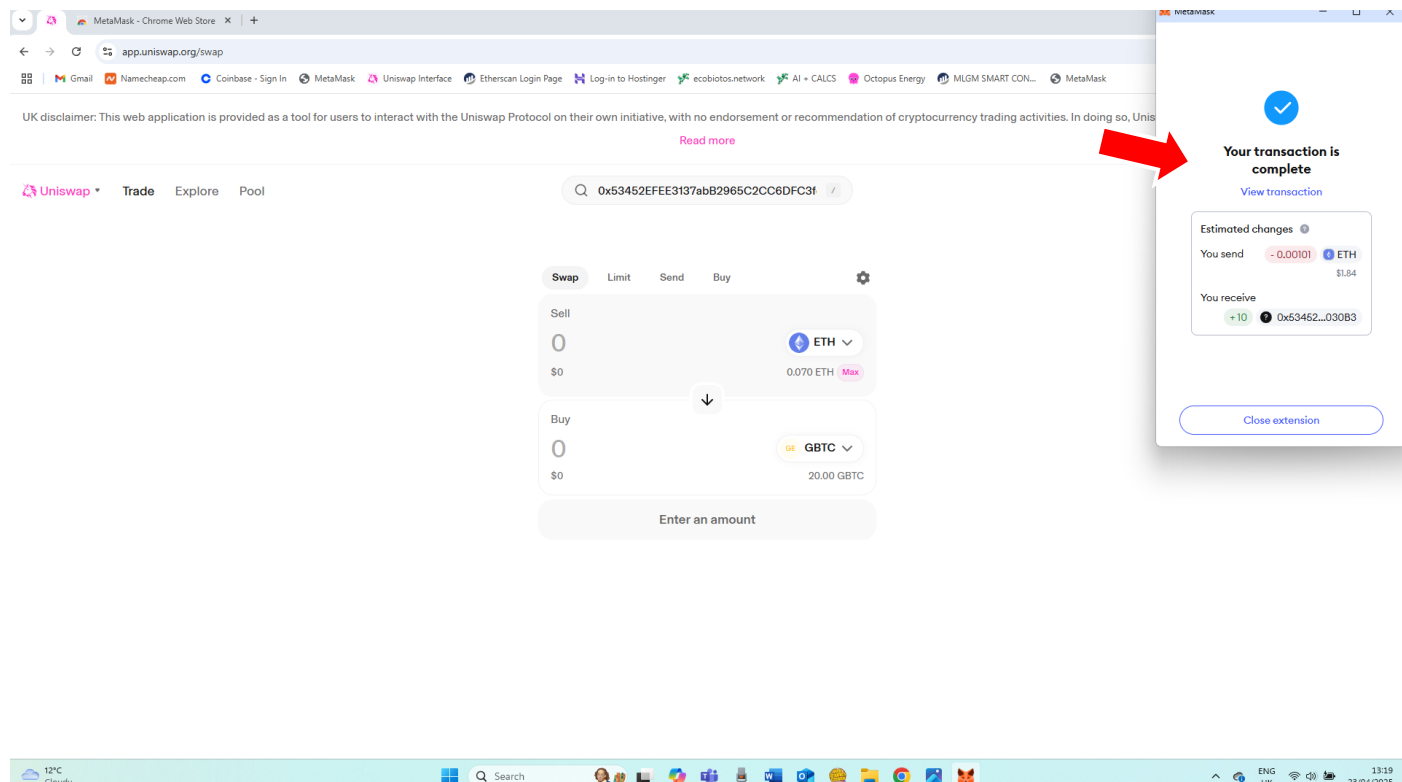 MetaMask - Chrome Web Store
MetaMask
app.uniswap.org/swap
Gmail Namecheap.com Coinbase - Sign In MetaMask Uniswap Interface Etherscan Login Page Log-in to Hostinger ecobiotos.network AI + CALCS Octopus Energy MLGM SMART CON... MetaMask
UK disclaimer: This web application is provided as a tool for users to interact with the Uniswap Protocol on their own initiative, with no endorsement or recommendation of cryptocurrency trading activities. In doing so, Unis
Read more
Your transaction is
complete
View transaction
Uniswap Trade Explore Pool
0x53452EFEE3137abB2965C2CC6DFC3f /
Estimated changes ?
You send - 0.00101 ETH
$1.84
You receive
+ 10 ? 0x53452...030B3
Close extension
Swap Limit Send Buy
Sell
0 ETH
$0 0.070 ETH Max
Buy
0 GE GBTC
$0 20.00 GBTC
Enter an amount
12°C
Cloudy
Search
ENG
UK
13:19
23/04/2025